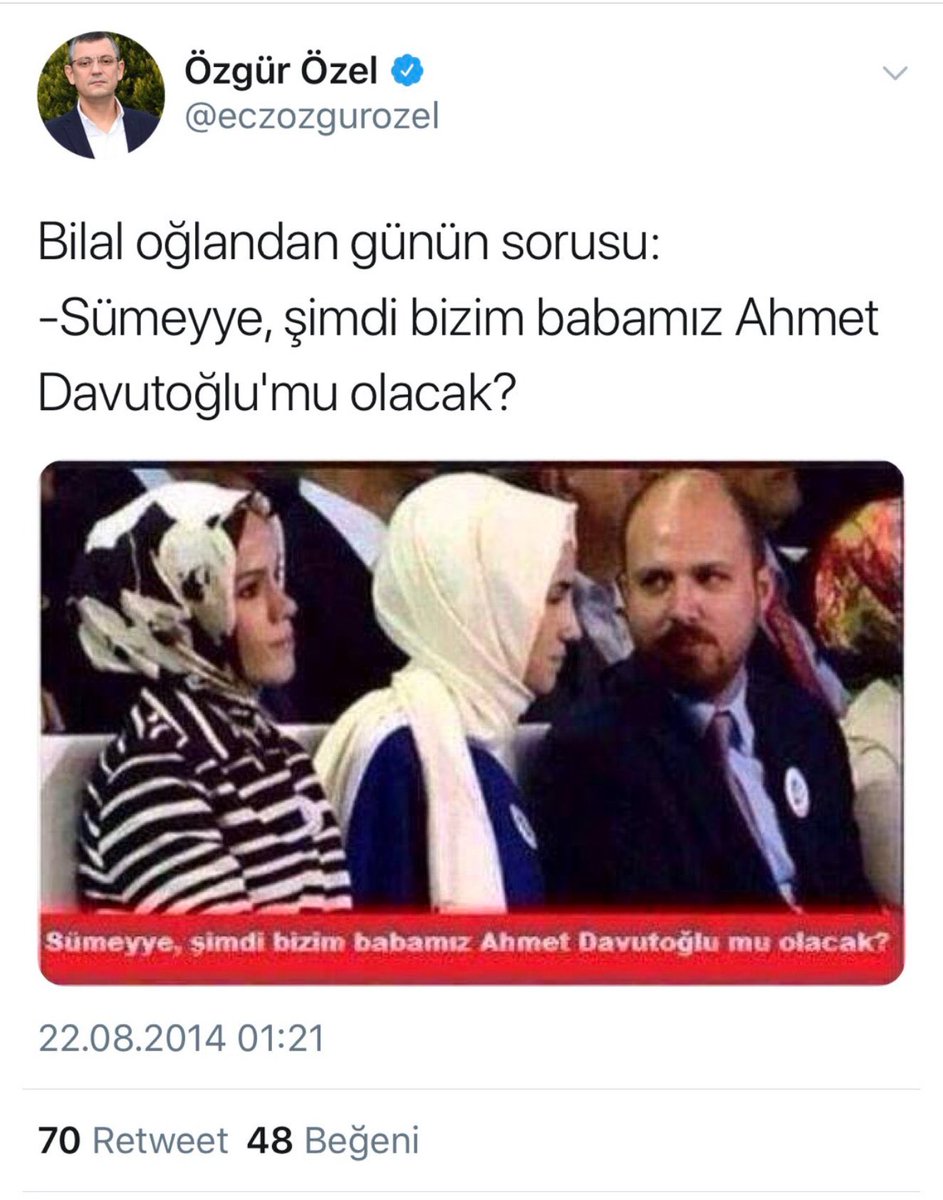 Özgür Özel
@eczozgurozel
Bilal oğlandan günün sorusu:
-Sümeyye, şimdi bizim babamız Ahmet
Davutoğlu'mu olacak?
Sümeyye, şimdi bizim babamız Ahmet Davutoğlu mu olacak?
22.08.2014 01:21
70 Retweet 48 Beğeni